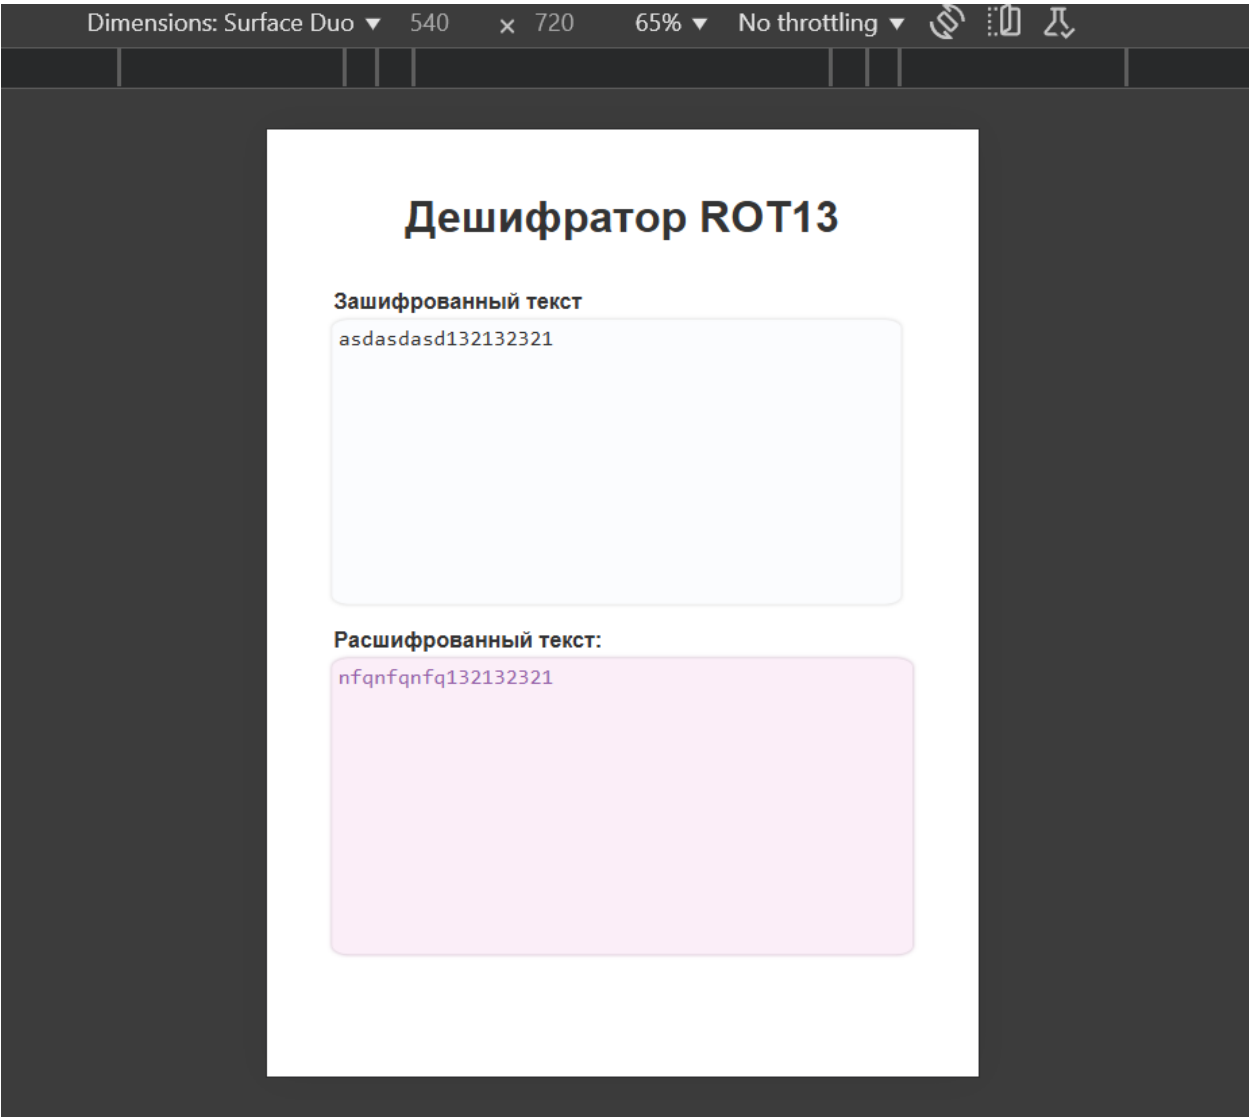 Dimensions: Surface Duo ▼ 540 × 720 65% ▼ No throttling ▼
Дешифратор ROT13
Зашифрованный текст
asdasdasd132132321
Расшифрованный текст:
nfqnfqnfq132132321